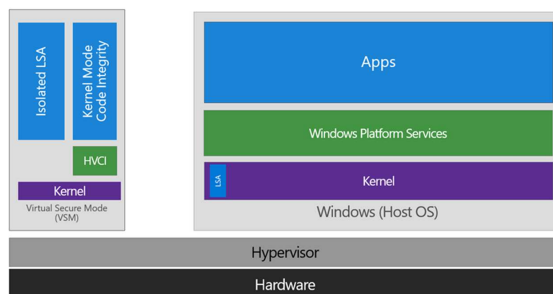 Isolated LSA
Kernel Mode
Code Integrity
HVCI
Kernel
Virtual Secure Mode
(VSM)
Apps
Windows Platform Services
LSA
Kernel
Windows (Host OS)
Hypervisor
Hardware